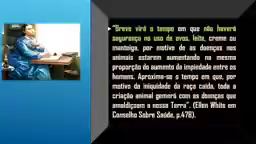 "Breve virá o tempo em que não haverá
segurança no uso de ovos, leite, creme ou
manteiga, por motivo de as doenças nos
animais estarem aumentando na mesma
proporção do aumento da impiedade entre os
homens. Aproxima-se o tempo em que, por
motivo da iniquidade da raça caída, toda a
criação animal gemerá com as doenças que
amaldiçoam a nossa Terra". (Ellen White em
Conselho Sobre Saúde, p.478).